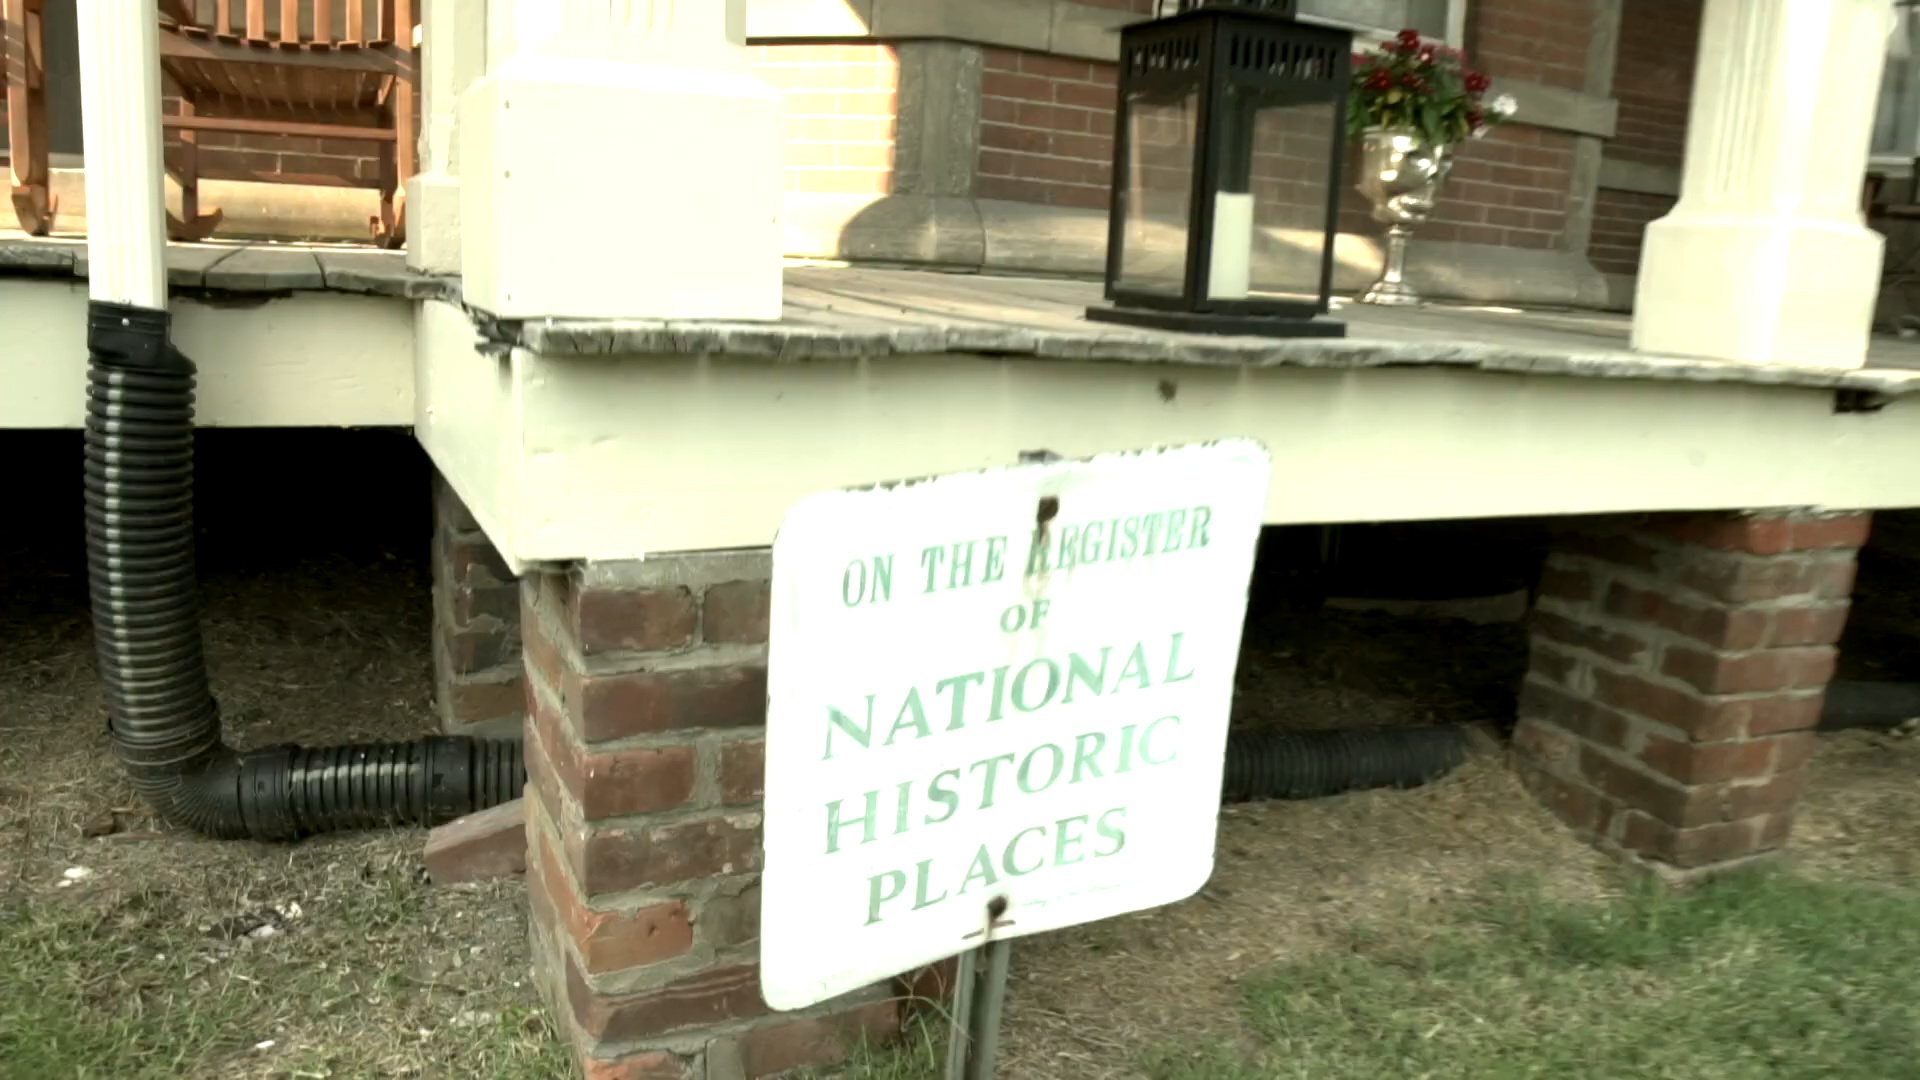 ON THE REGISTER
OF
NATIONAL
HISTORIC
PLACES